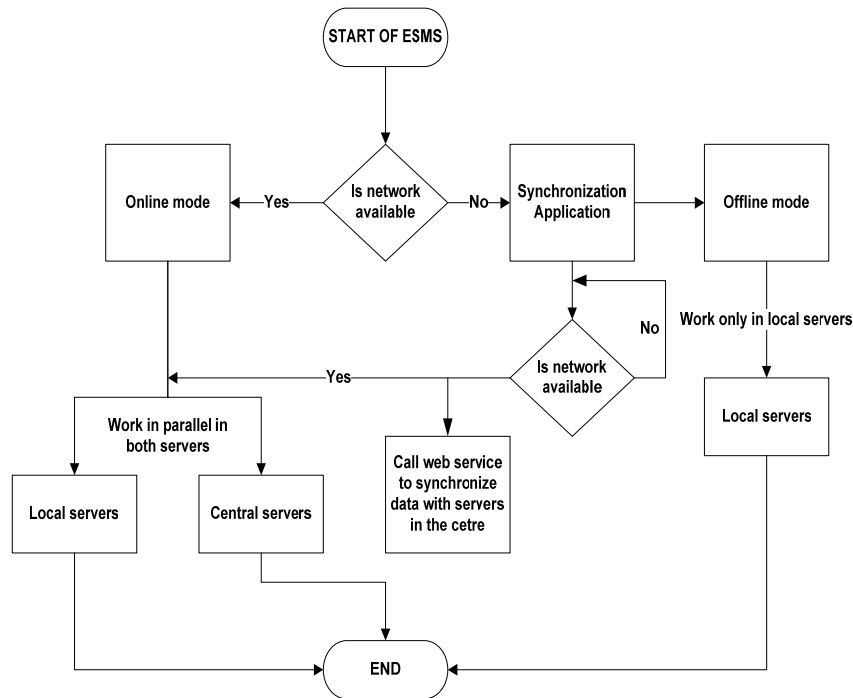 START OF ESMS
Online mode
Yes
Is network
available
No
Synchronization
Application
Offline mode
No
Work only in local servers
Yes
Is network
available
Work in parallel in
both servers
Local servers
Call web service
to synchronize
data with servers
in the cetre
Local servers
Central servers
END